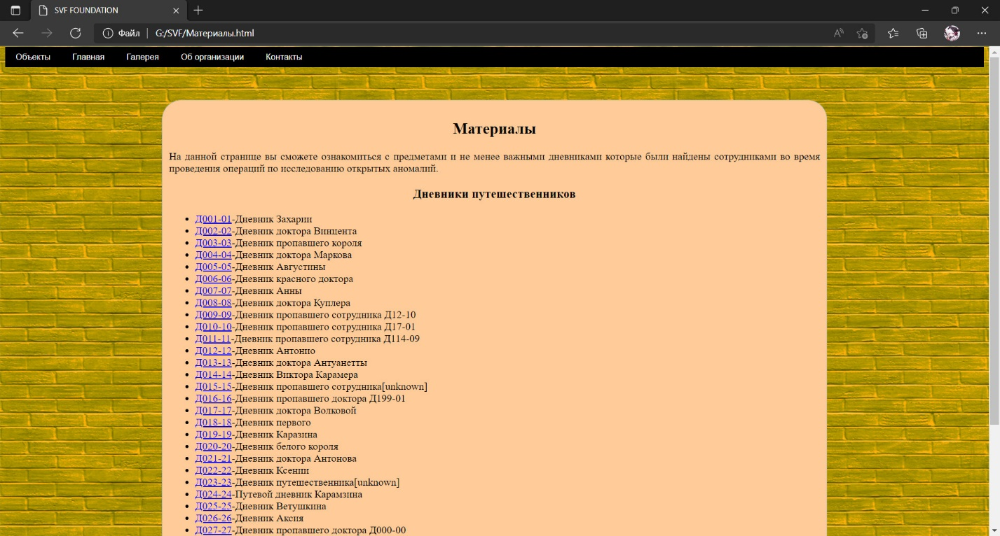 SVF FOUNDATION
Файл | G:/SVF/Материалы.html
Объекты Главная Галерея Об организации Контакты
Материалы
На данной странице вы сможете ознакомиться с предметами и не менее важными дневниками которые были найдены сотрудниками во время
проведения операций по исследованию открытых аномалий.
Дневники путешественников
Д001-01-Дневник Захарии
Д002-02-Дневник доктора Винцента
Д003-03-Дневник пропавшего короля
Д004-04-Дневник доктора Маркова
Д005-05-Дневник Августины
Д006-06-Дневник красного доктора
Д007-07-Дневник Анны
Д008-08-Дневник доктора Куплера
Д009-09-Дневник пропавшего сотрудника Д12-10
Д010-10-Дневник пропавшего сотрудника Д17-01
Д011-11-Дневник пропавшего сотрудника Д114-09
Д012-12-Дневник Антонио
Д013-13-Дневник доктора Антуанетты
Д014-14-Дневник Виктора Карамера
Д015-15-Дневник пропавшего сотрудника[unknown]
Д016-16-Дневник пропавшего доктора Д199-01
Д017-17-Дневник доктора Волковой
Д018-18-Дневник первого
Д019-19-Дневник Каразина
Д020-20-Дневник белого короля
Д021-21-Дневник доктора Антонова
Д022-22-Дневник Ксении
Д023-23-Дневник путешественника[unknown]
Д024-24-Путевой дневник Карамзина
Д025-25-Дневник Ветушкина
Д026-26-Дневник Аксия
Д027-27-Дневник пропавшего доктора Д000-00